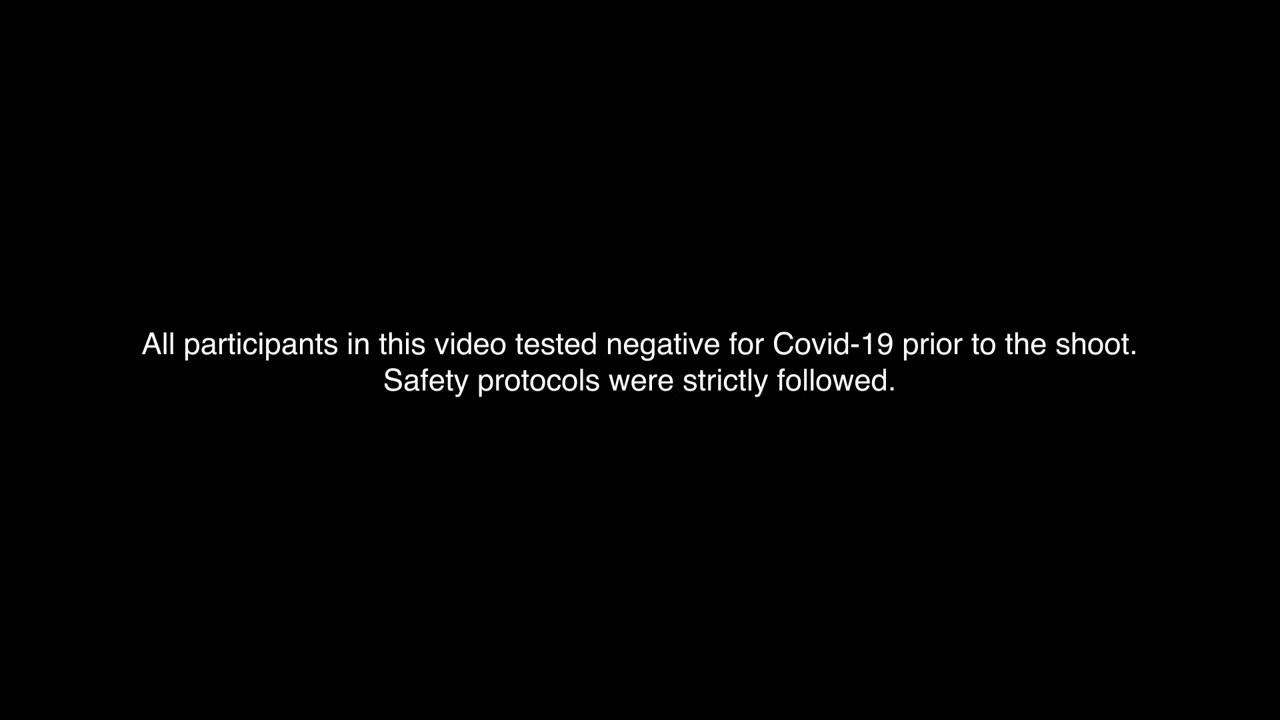 All participants in this video tested negative for Covid-19 prior to the shoot.
Safety protocols were strictly followed.